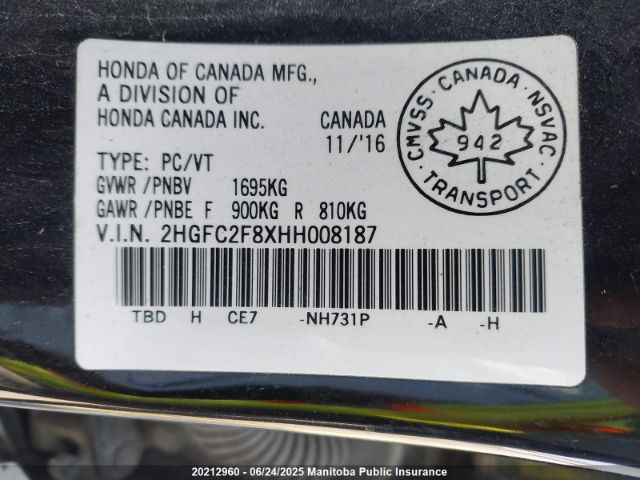 HONDA OF CANADA MFG.,
A DIVISION OF
HONDA CANADA INC.
CANADA
11/'16
TYPE: PC/VT
GVWR /PNBV 1695KG
GAWR /PNBE F 900KG R 810KG
V.I.N. 2HGFC2F8XHH008187
TBD H CE7 -NH731P -A -H
CMVSS · CANADA · NSVAC
942
TRANSPORT
20212960 - 06/24/2025 Manitoba Public Insurance